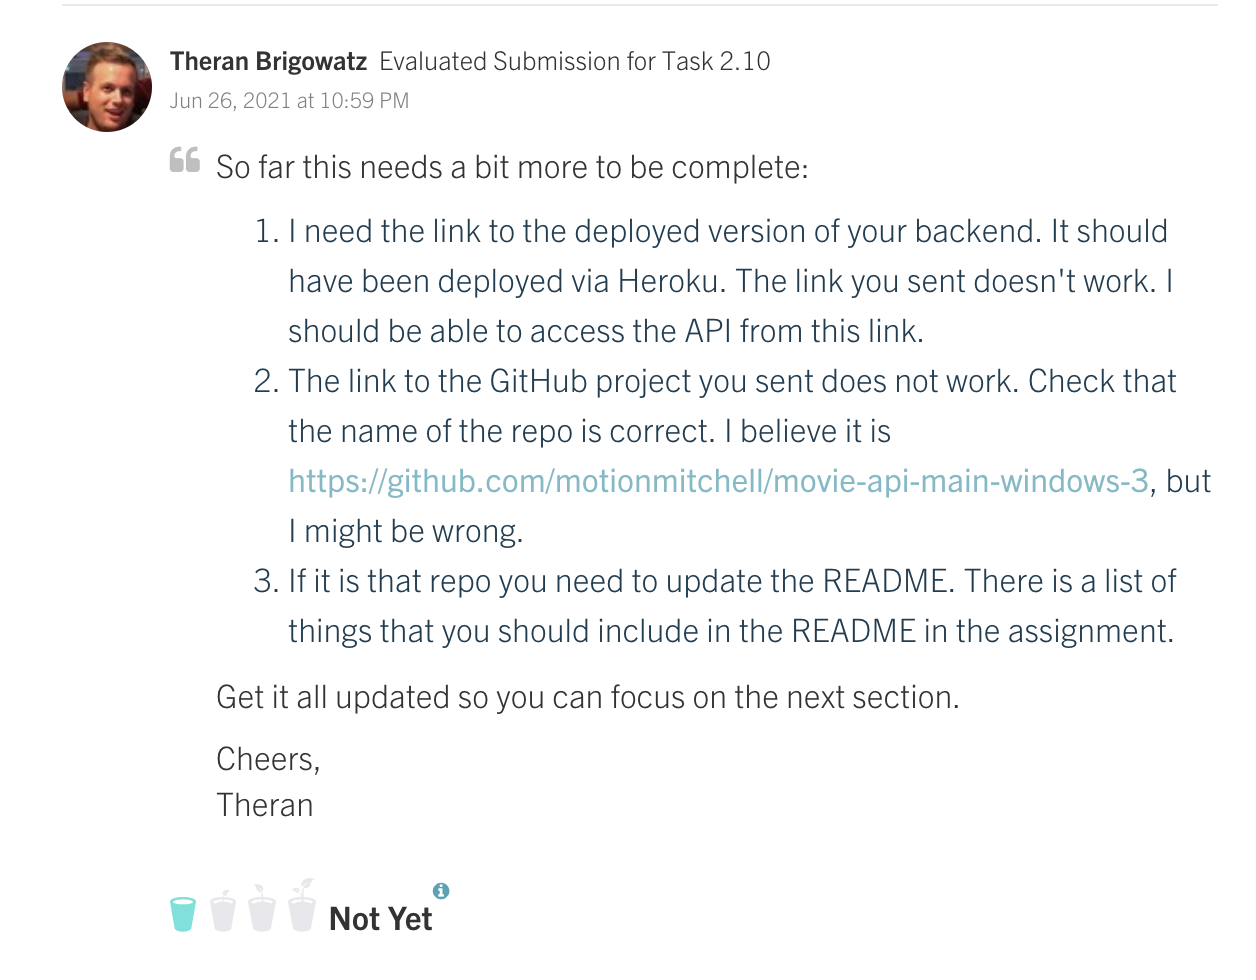 Theran Brigowatz Evaluated Submission for Task 2.10
Jun 26, 2021 at 10:59 PM
“ So far this needs a bit more to be complete:
1. I need the link to the deployed version of your backend. It should
have been deployed via Heroku. The link you sent doesn't work. I
should be able to access the API from this link.
2. The link to the GitHub project you sent does not work. Check that
the name of the repo is correct. I believe it is
https://github.com/motionmitchell/movie-api-main-windows-3, but
I might be wrong.
3. If it is that repo you need to update the README. There is a list of
things that you should include in the README in the assignment.
Get it all updated so you can focus on the next section.
Cheers,
Theran
Not Yet